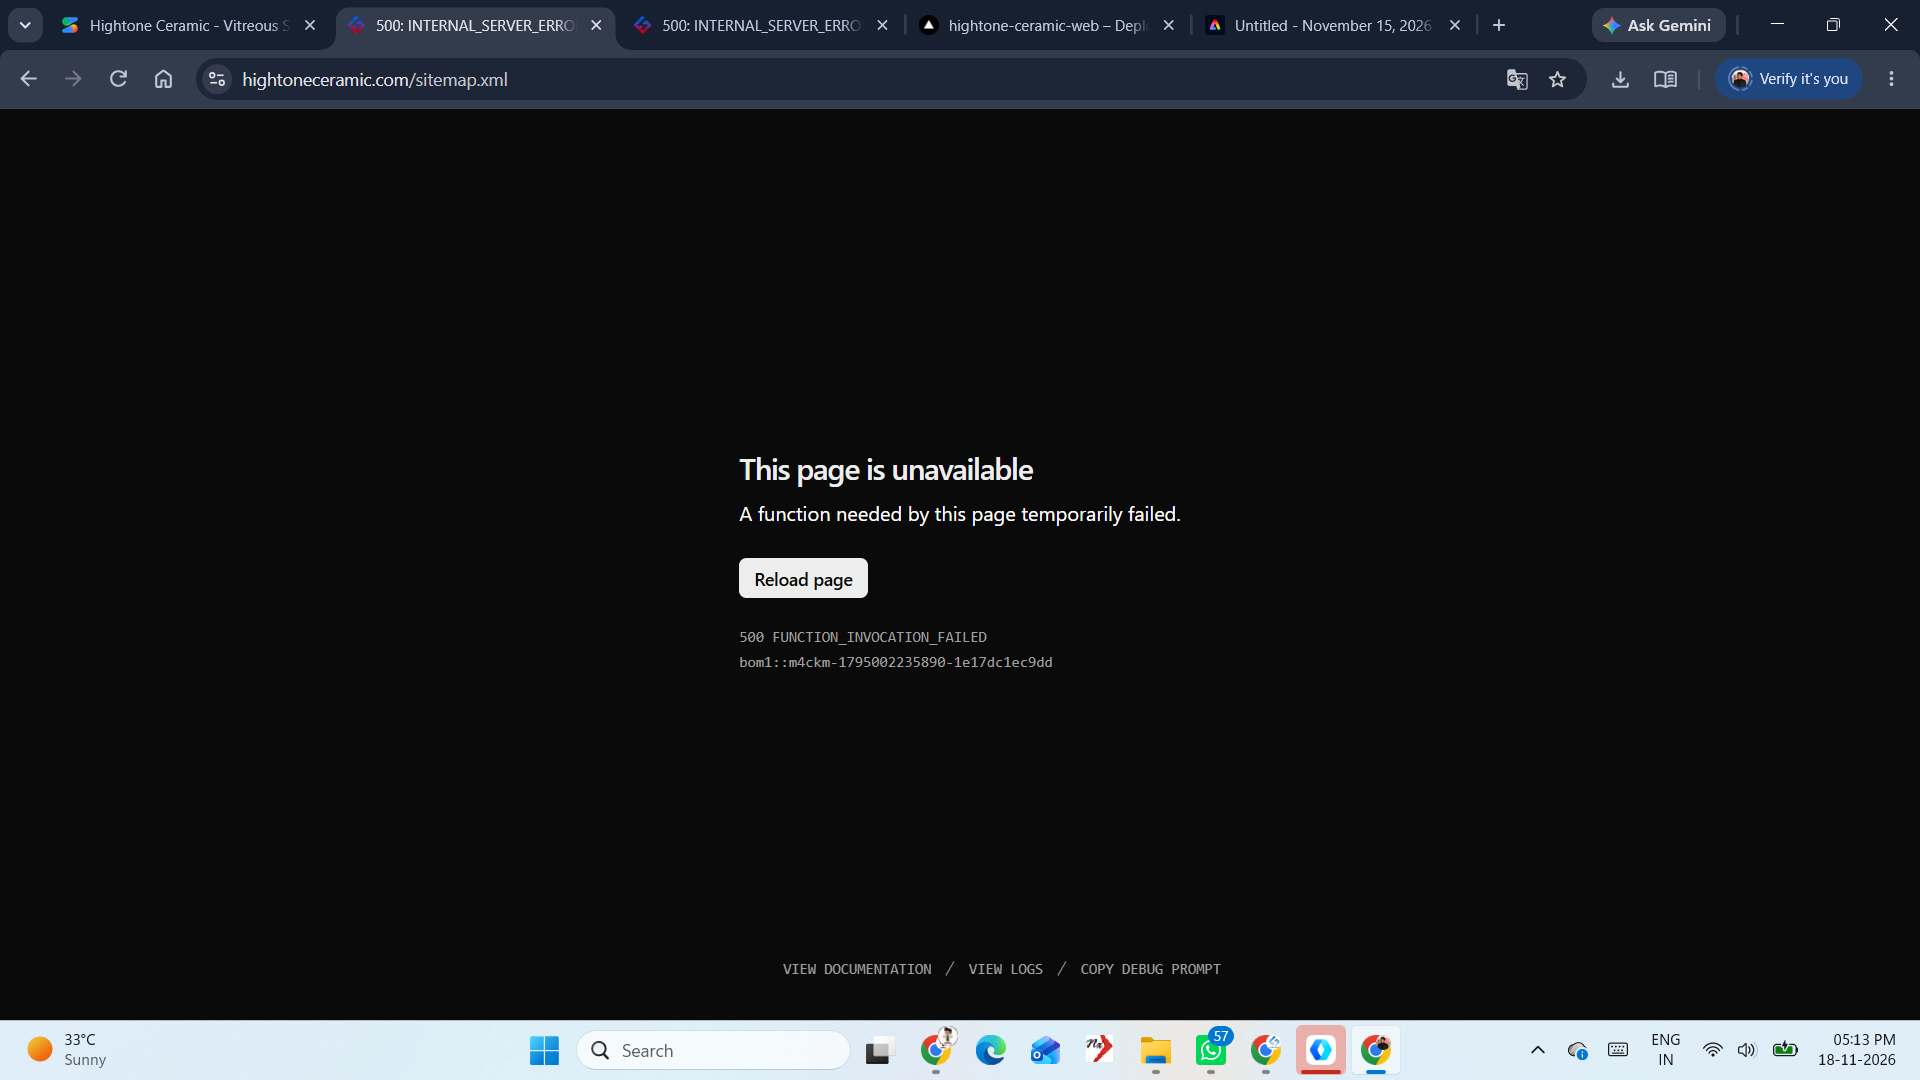 Hightone Ceramic - Vitreous S
500: INTERNAL_SERVER_ERRO
500: INTERNAL_SERVER_ERRO
hightone-ceramic-web – Depl
Untitled - November 15, 2026
Ask Gemini
hightoneceramic.com/sitemap.xml
Verify it's you
This page is unavailable
A function needed by this page temporarily failed.
Reload page
500 FUNCTION_INVOCATION_FAILED
bom1::m4ckm-1795002235890-1e17dc1ec9dd
VIEW DOCUMENTATION / VIEW LOGS / COPY DEBUG PROMPT
33°C
Sunny
Search
57
ENG
IN
05:13 PM
18-11-2026